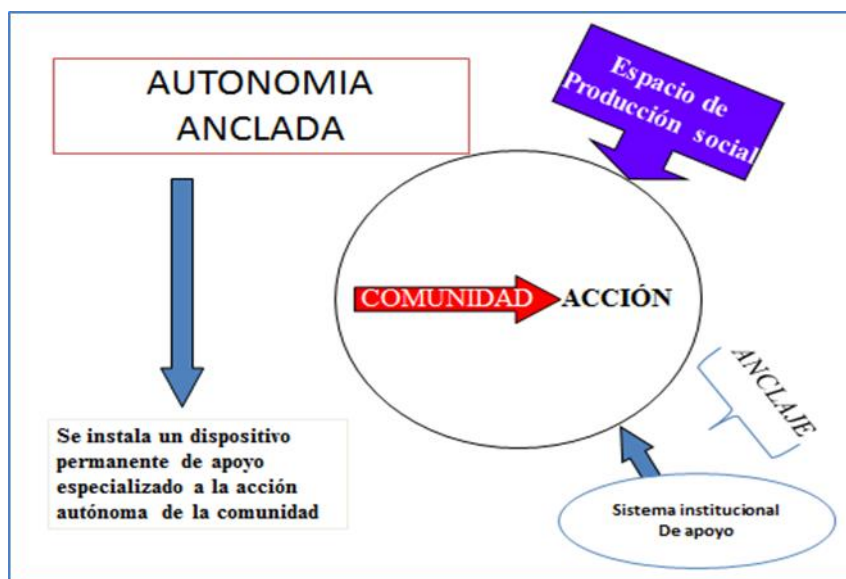 AUTONOMIA
ANCLADA
Espacio de
Producción social
COMUNIDAD ACCIÓN
ANCLAJE
Se instala un dispositivo
permanente de apoyo
especializado a la acción
autónoma de la comunidad
Sistema institucional
De apoyo